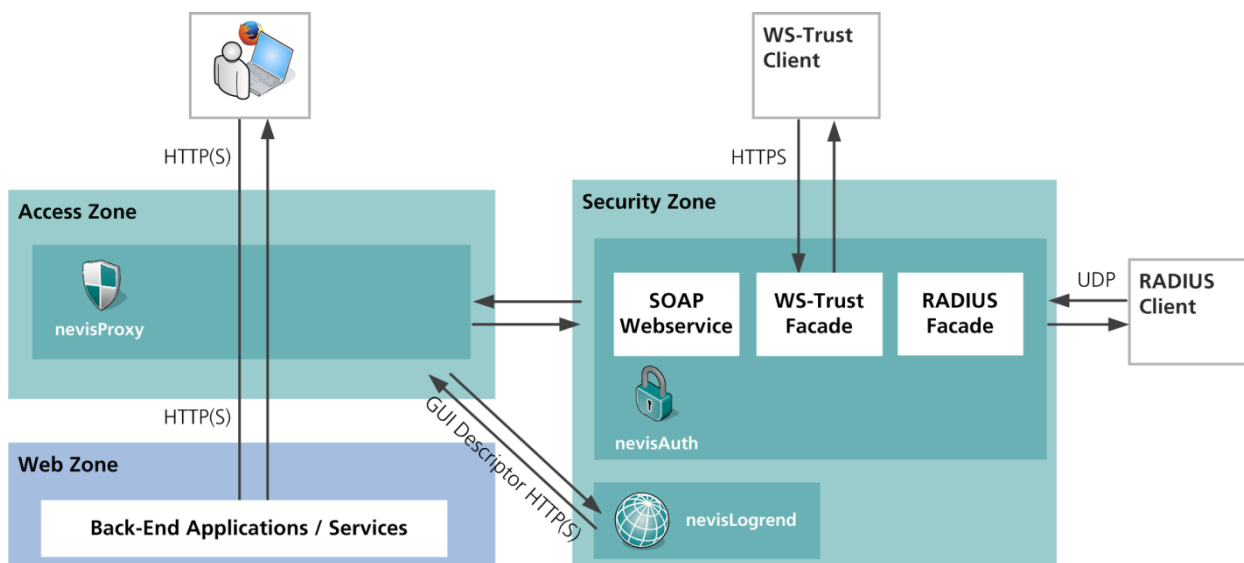 WS-Trust
Client
HTTP(S)
HTTPS
Access Zone
Security Zone
nevisProxy
SOAP
Webservice
WS-Trust
Facade
RADIUS
Facade
UDP
RADIUS
Client
nevisAuth
HTTP(S)
GUI Descriptor HTTP(S)
Web Zone
Back-End Applications / Services
nevisLogrend